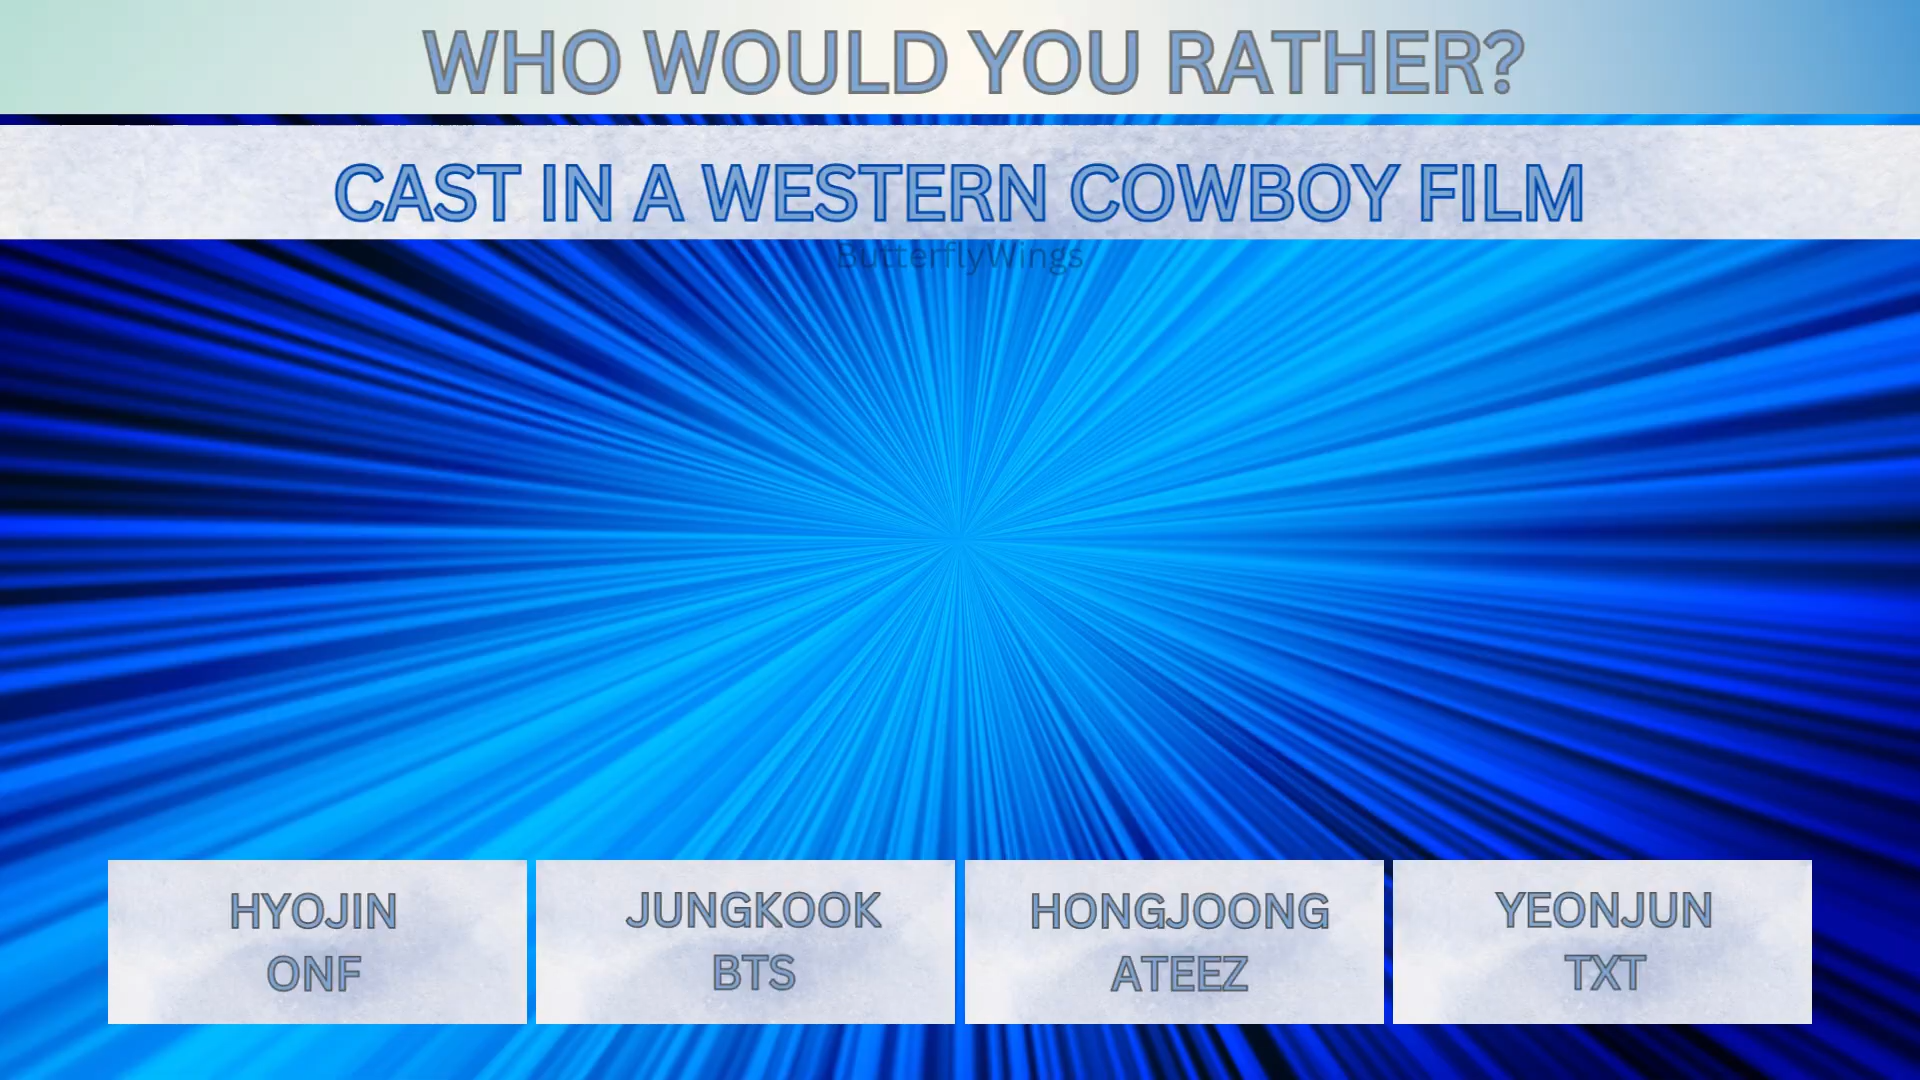 WHO WOULD YOU RATHER?
CAST IN A WESTERN COWBOY FILM
ButterflyWings
HYOJIN
ONF
JUNGKOOK
BTS
HONGJOONG
ATEEZ
YEONJUN
TXT